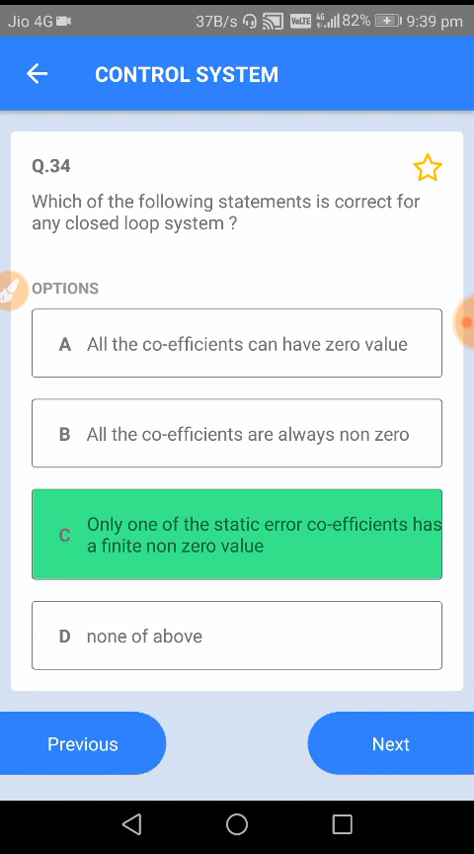 Jio 4G 37B/s VoLTE 4G 82% 9:39 pm
CONTROL SYSTEM
Q.34
Which of the following statements is correct for
any closed loop system ?
OPTIONS
A All the co-efficients can have zero value
B All the co-efficients are always non zero
C Only one of the static error co-efficients has
a finite non zero value
D none of above
Previous Next